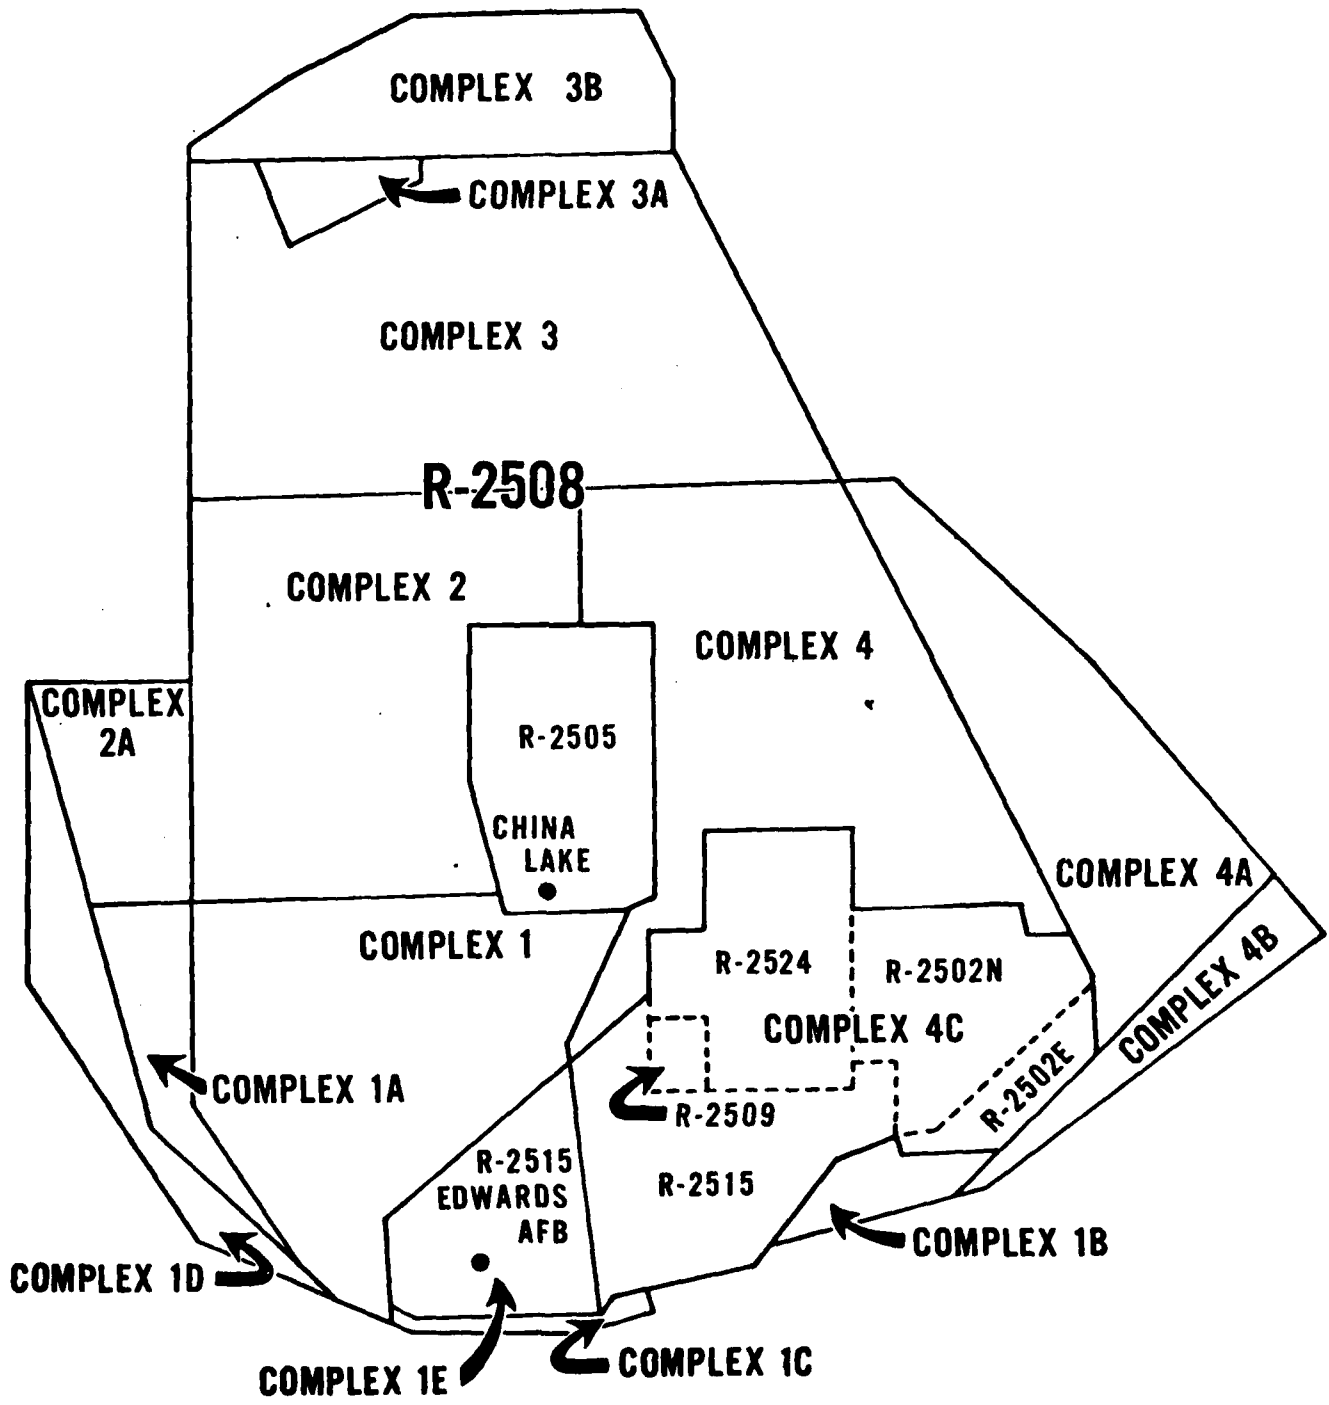 COMPLEX 3B
COMPLEX 3A
COMPLEX 3
R-2508
COMPLEX 2
COMPLEX 4
COMPLEX
2A
R-2505
CHINA
LAKE
COMPLEX 4A
COMPLEX 1
COMPLEX 4B
R-2524
R-2502N
COMPLEX 4C
R-2502E
COMPLEX 1A
R-2509
R-2515
EDWARDS
AFB
R-2515
COMPLEX 1B
COMPLEX 1D
COMPLEX 1C
COMPLEX 1E